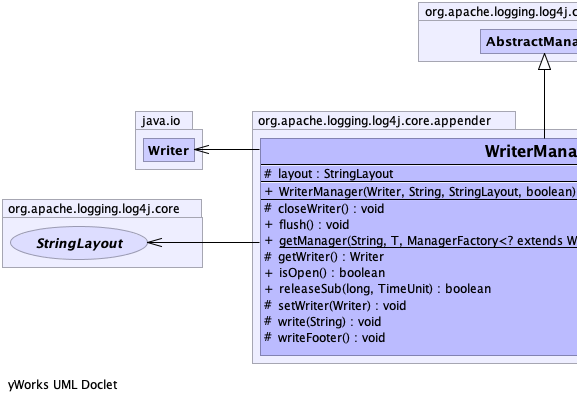 org.apache.logging.log4j.c
AbstractMana
java.io
Writer
org.apache.logging.log4j.core.appender
WriterMana
# layout : StringLayout
+ WriterManager(Writer, String, StringLayout, boolean)
# closeWriter() : void
+ flush() : void
+ getManager(String, T, ManagerFactory<? extends W
# getWriter() : Writer
+ isOpen() : boolean
+ releaseSub(long, TimeUnit) : boolean
# setWriter(Writer) : void
# write(String) : void
# writeFooter() : void
org.apache.logging.log4j.core
StringLayout
yWorks UML Doclet